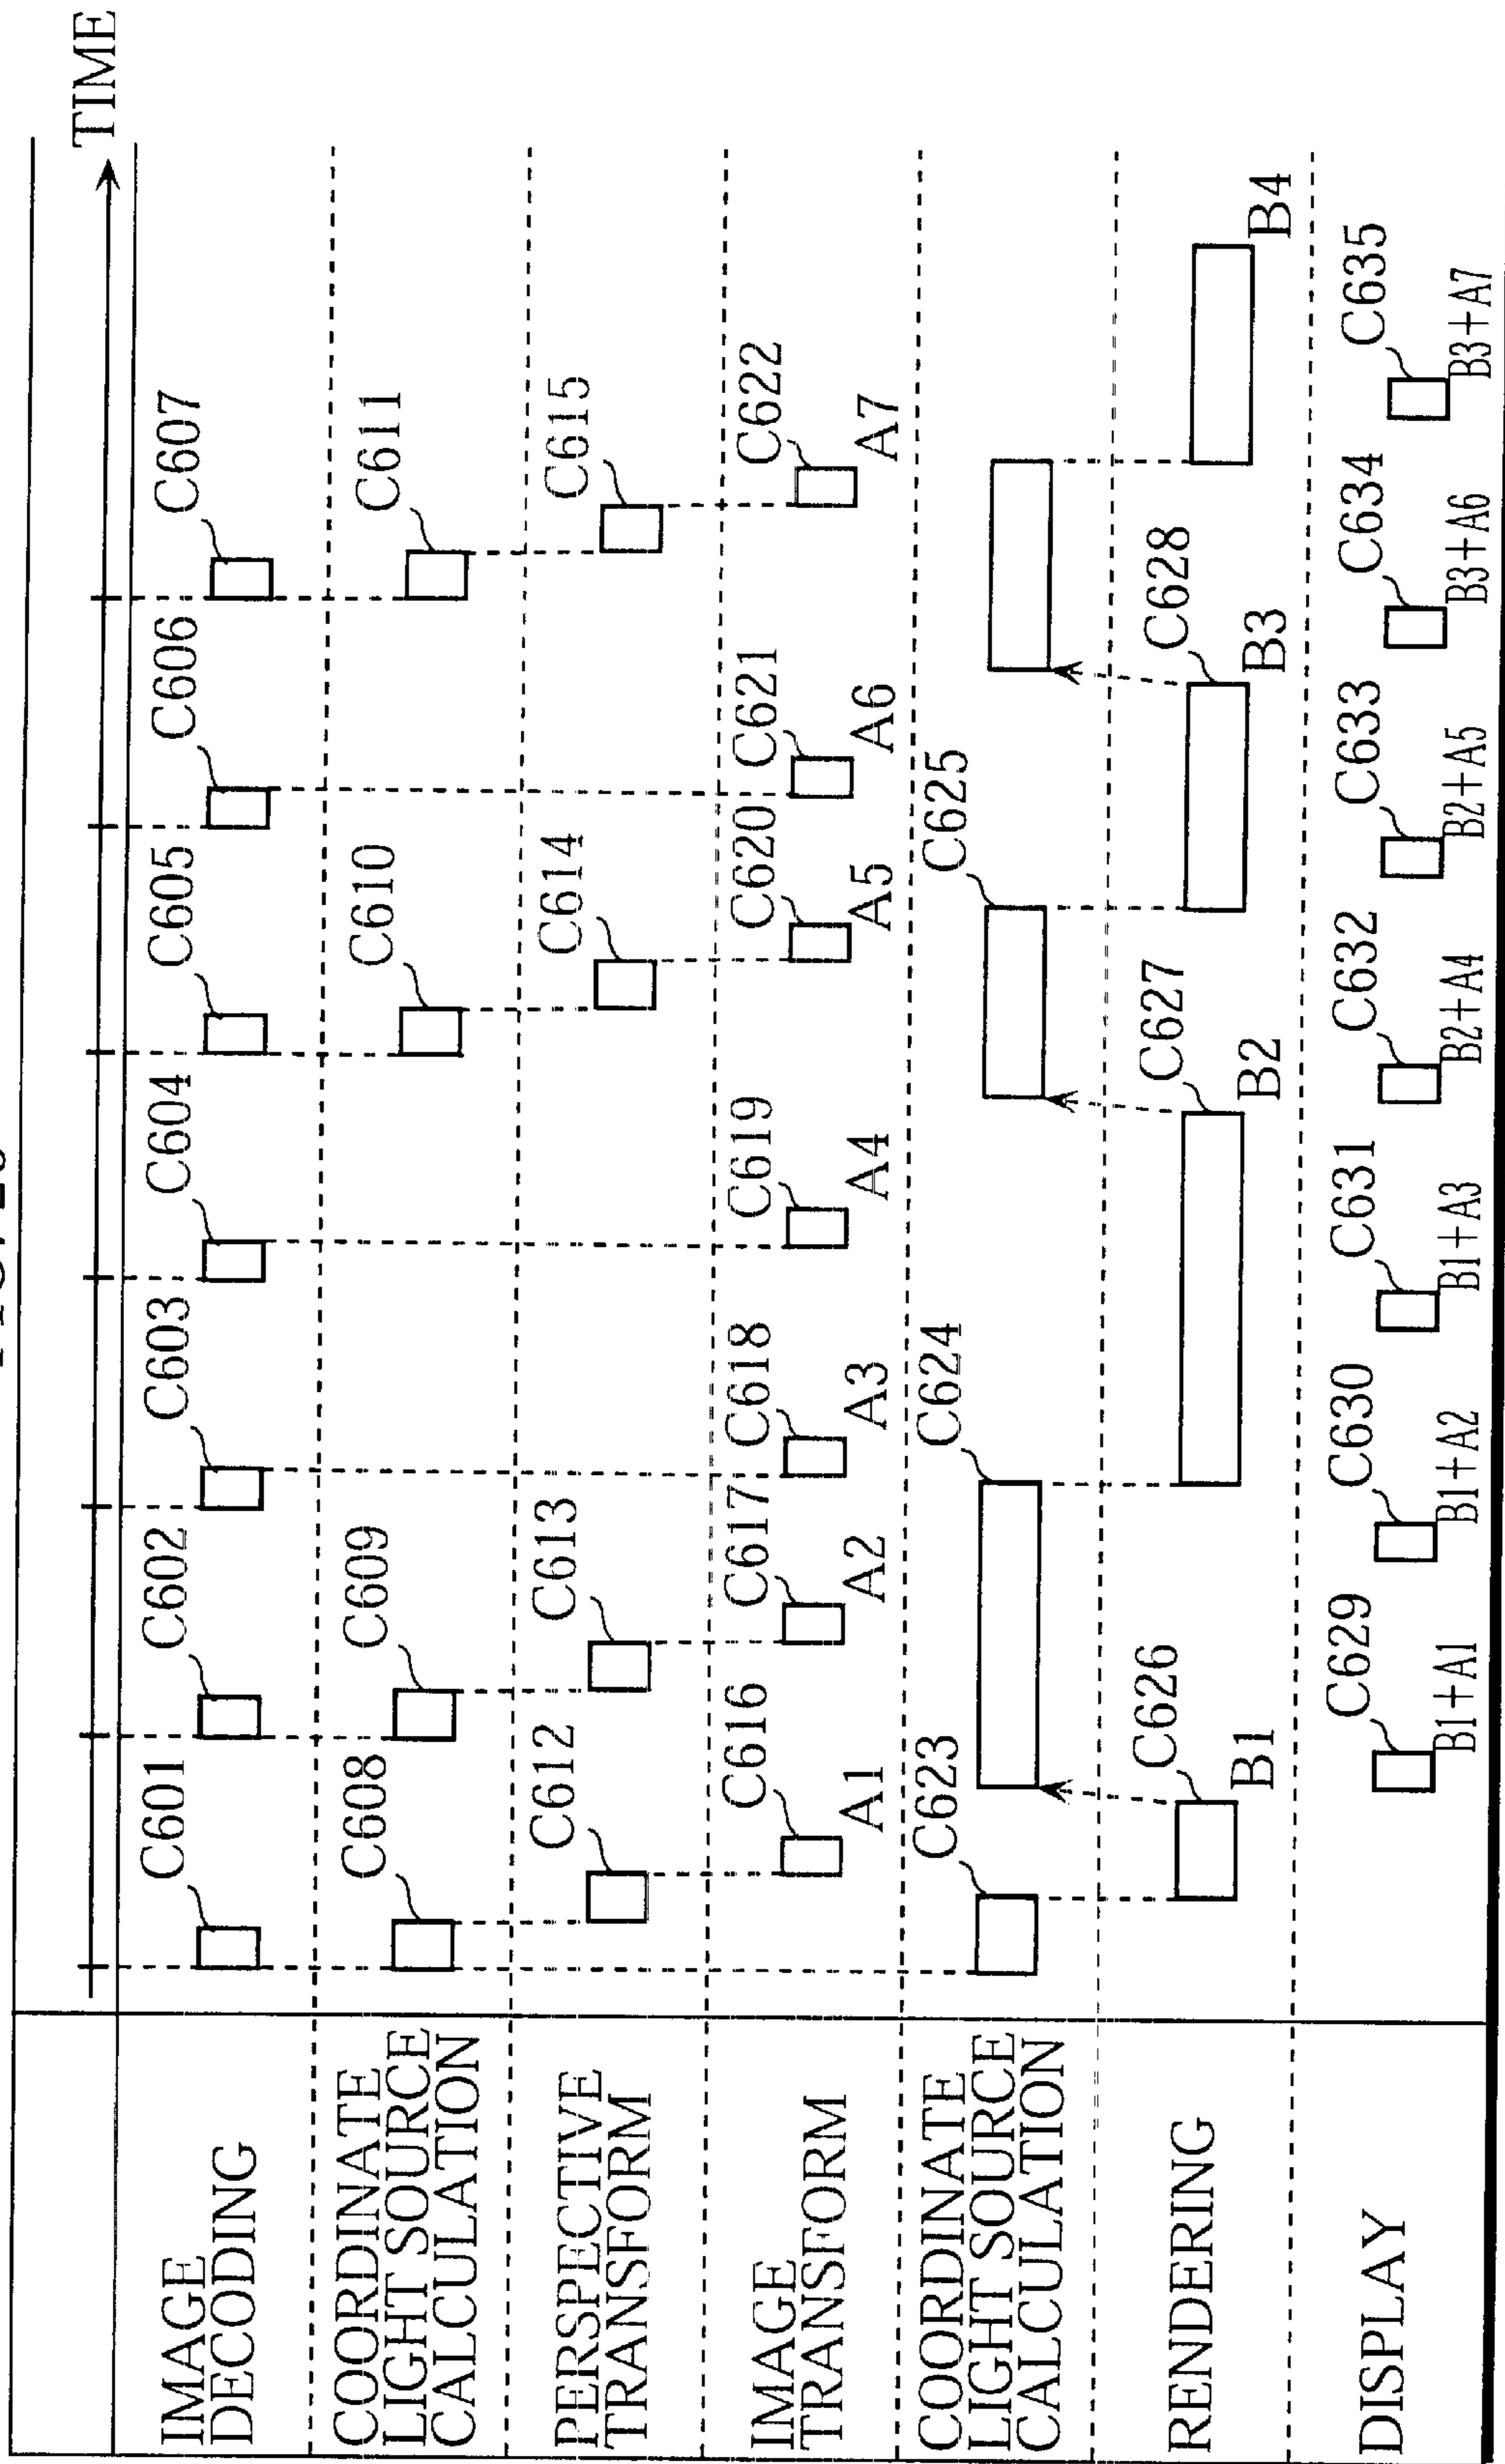 TIME
IMAGE
DECODING
C601
C602
C603
C604
C605
C606
C607
COORDINATE
LIGHT SOURCE
CALCULATION
C608
C609
C610
C611
PERSPECTIVE
TRANSFORM
C612
C613
C614
C615
IMAGE
TRANSFORM
C616
C617
C618
C619
C620
C621
C622
A1
A2
A3
A4
A5
A6
A7
COORDINATE
LIGHT SOURCE
CALCULATION
C623
C624
C625
RENDERING
C626
C627
C628
B1
B2
B3
B4
DISPLAY
C629
C630
C631
C632
C633
C634
C635
B1+A1
B1+A2
B1+A3
B2+A4
B2+A5
B3+A6
B3+A7